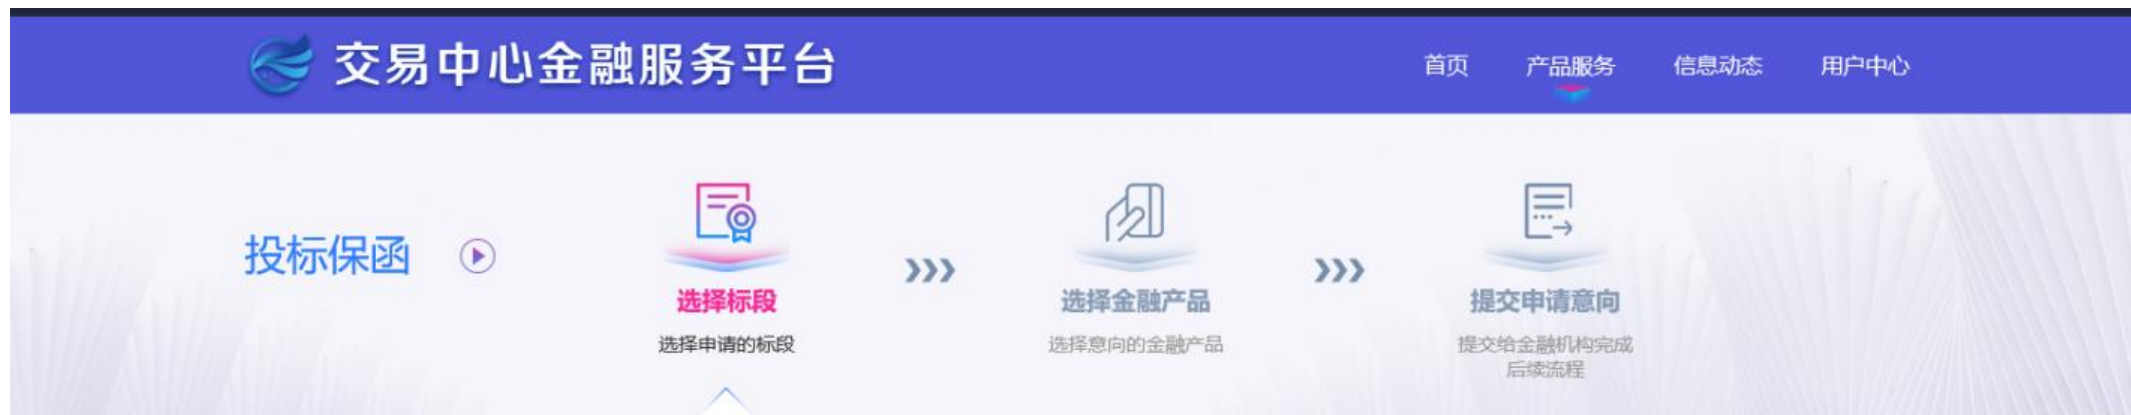 交易中心金融服务平台
首页 产品服务 信息动态 用户中心
投标保函
选择标段
选择申请的标段
选择金融产品
选择意向的金融产品
提交申请意向
提交给金融机构完成
后续流程